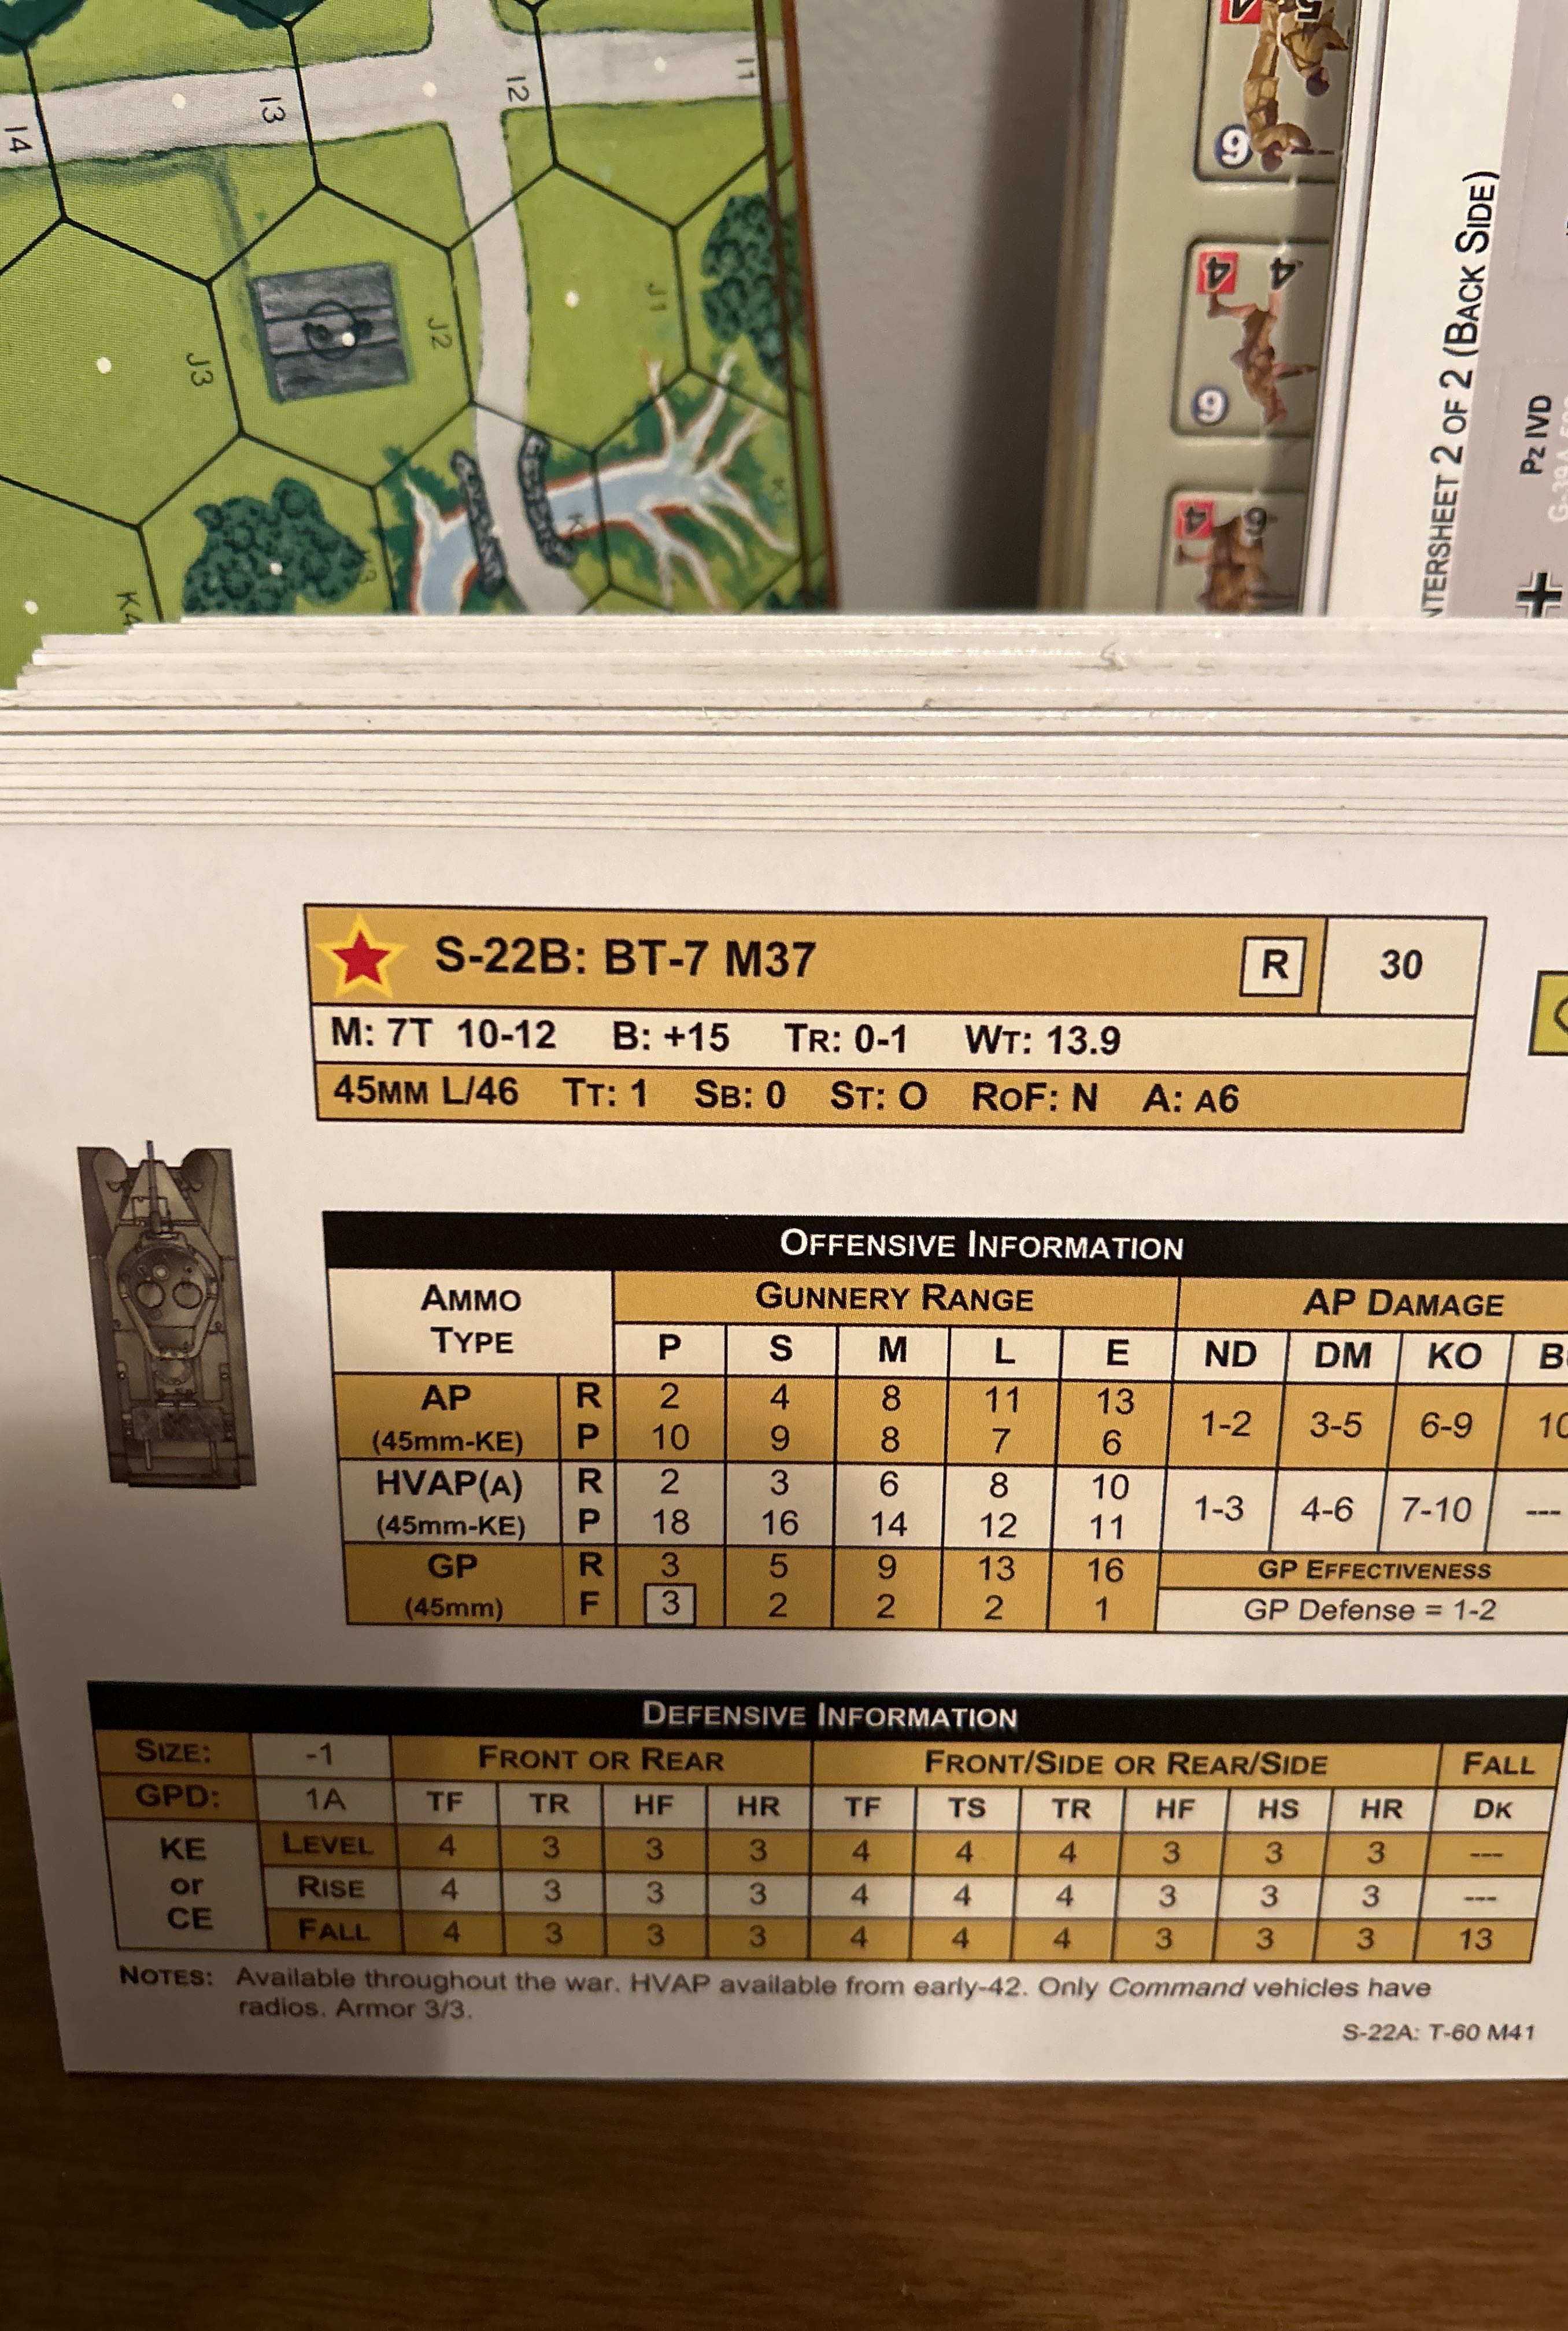 I4
I3
I2
I1
J3
J2
J1
K4
K3
5
4
6
4
4
6
4
6
NTERSHEET 2 OF 2 (BACK SIDE)
PZ IVD
S-22B: BT-7 M37 R 30
M: 7T 10-12 B: +15 TR: 0-1 WT: 13.9
45MM L/46 TT: 1 SB: 0 ST: O ROF: N A: A6
OFFENSIVE INFORMATION
AMMO TYPE GUNNERY RANGE AP DAMAGE
P S M L E ND DM KO B
AP R 2 4 8 11 13 1-2 3-5 6-9 10
(45mm-KE) P 10 9 8 7 6
HVAP(A) R 2 3 6 8 10 1-3 4-6 7-10 ---
(45mm-KE) P 18 16 14 12 11
GP R 3 5 9 13 16 GP EFFECTIVENESS
(45mm) F 3 2 2 2 1 GP Defense = 1-2
DEFENSIVE INFORMATION
SIZE: -1 FRONT OR REAR FRONT/SIDE OR REAR/SIDE FALL
GPD: 1A TF TR HF HR TF TS TR HF HS HR DK
KE or CE LEVEL 4 3 3 3 4 4 4 3 3 3 ---
RISE 4 3 3 3 4 4 4 3 3 3 ---
FALL 4 3 3 3 4 4 4 3 3 3 13
NOTES: Available throughout the war. HVAP available from early-42. Only Command vehicles have
radios. Armor 3/3.
S-22A: T-60 M41